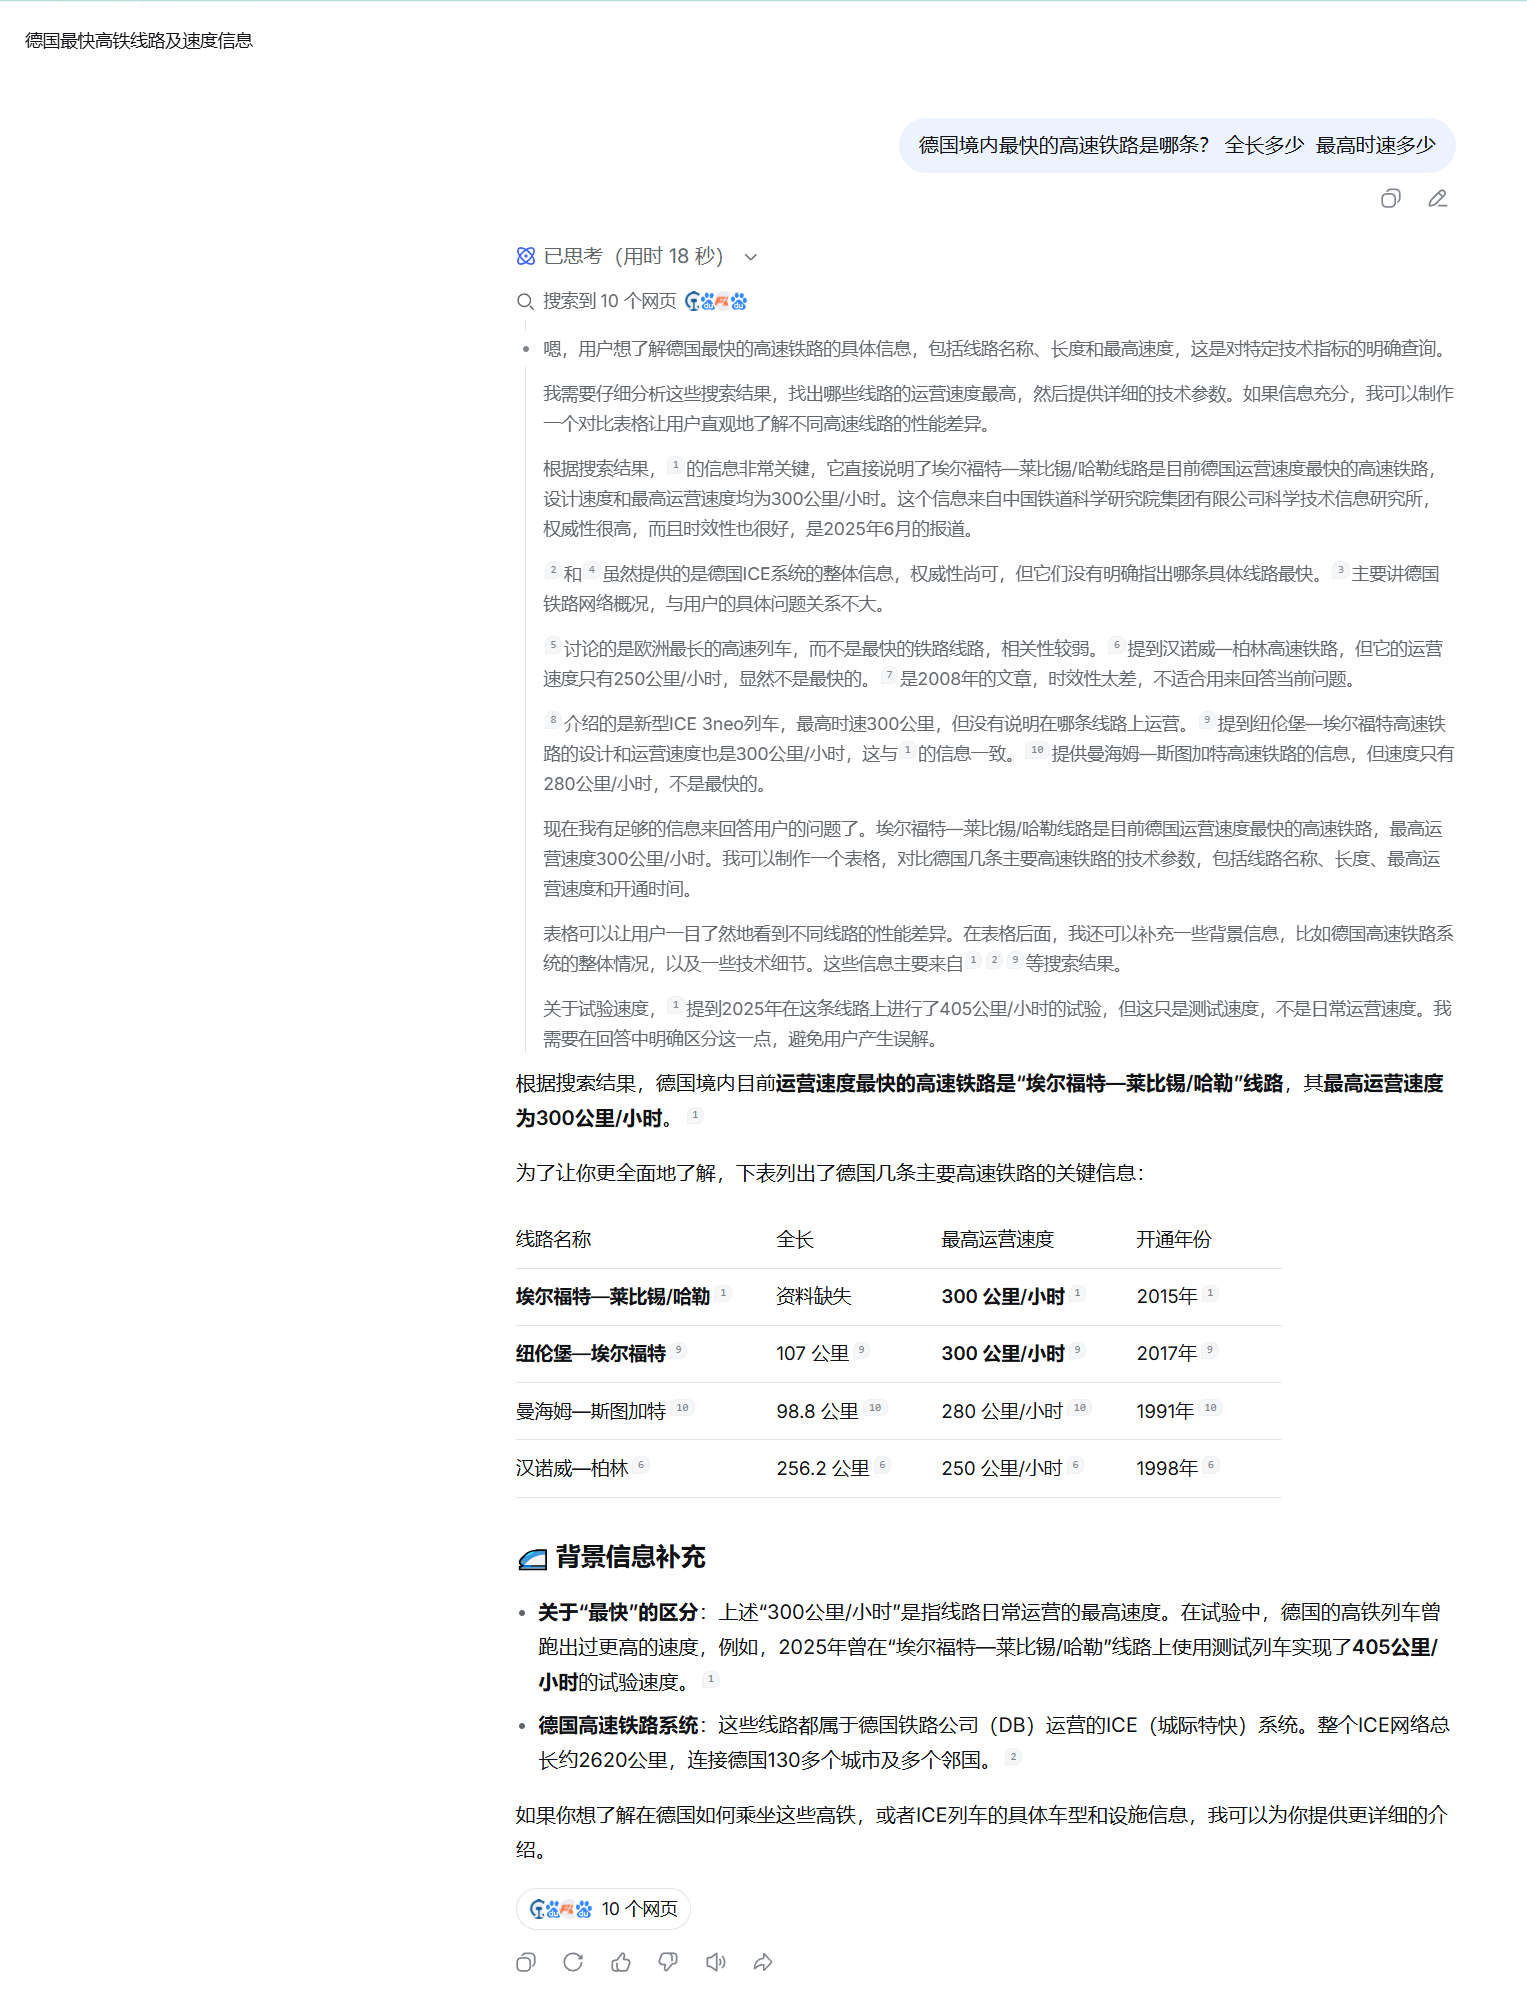 德国最快高铁线路及速度信息
德国境内最快的高速铁路是哪条？ 全长多少 最高时速多少
已思考（用时 18 秒）
搜索到 10 个网页
嗯，用户想了解德国最快的高速铁路的具体信息，包括线路名称、长度和最高速度，这是对特定技术指标的明确查询。
我需要仔细分析这些搜索结果，找出哪些线路的运营速度最高，然后提供详细的技术参数。如果信息充分，我可以制作
一个对比表格让用户直观地了解不同高速线路的性能差异。
根据搜索结果，1的信息非常关键，它直接说明了埃尔福特—莱比锡/哈勒线路是目前德国运营速度最快的高速铁路，
设计速度和最高运营速度均为300公里/小时。这个信息来自中国铁道科学研究院集团有限公司科学技术信息研究所，
权威性很高，而且时效性也很好，是2025年6月的报道。
2和4虽然提供的是德国ICE系统的整体信息，权威性尚可，但它们没有明确指出哪条具体线路最快。3主要讲德国
铁路网络概况，与用户的具体问题关系不大。
5讨论的是欧洲最长的高速列车，而不是最快的铁路线路，相关性较弱。6提到汉诺威—柏林高速铁路，但它的运营
速度只有250公里/小时，显然不是最快的。7是2008年的文章，时效性太差，不适合用来回答当前问题。
8介绍的是新型ICE 3neo列车，最高时速300公里，但没有说明在哪条线路上运营。9提到纽伦堡—埃尔福特高速铁
路的设计和运营速度也是300公里/小时，这与1的信息一致。10提供曼海姆—斯图加特高速铁路的信息，但速度只有
280公里/小时，不是最快的。
现在我有足够的信息来回答用户的问题了。埃尔福特—莱比锡/哈勒线路是目前德国运营速度最快的高速铁路，最高运
营速度300公里/小时。我可以制作一个表格，对比德国几条主要高速铁路的技术参数，包括线路名称、长度、最高运
营速度和开通时间。
表格可以让用户一目了然地看到不同线路的性能差异。在表格后面，我还可以补充一些背景信息，比如德国高速铁路系
统的整体情况，以及一些技术细节。这些信息主要来自1 2 9等搜索结果。
关于试验速度，1提到2025年在这条线路上进行了405公里/小时的试验，但这只是测试速度，不是日常运营速度。我
需要在回答中明确区分这一点，避免用户产生误解。
根据搜索结果，德国境内目前运营速度最快的高速铁路是“埃尔福特—莱比锡/哈勒”线路，其最高运营速度
为300公里/小时。1
为了让你更全面地了解，下表列出了德国几条主要高速铁路的关键信息：
线路名称 全长 最高运营速度 开通年份
埃尔福特—莱比锡/哈勒 1 资料缺失 300 公里/小时 1 2015年 1
纽伦堡—埃尔福特 9 107 公里 9 300 公里/小时 9 2017年 9
曼海姆—斯图加特 10 98.8 公里 10 280 公里/小时 10 1991年 10
汉诺威—柏林 6 256.2 公里 6 250 公里/小时 6 1998年 6
背景信息补充
关于“最快”的区分：上述“300公里/小时”是指线路日常运营的最高速度。在试验中，德国的高铁列车曾
跑出过更高的速度，例如，2025年曾在“埃尔福特—莱比锡/哈勒”线路上使用测试列车实现了405公里/
小时的试验速度。1
德国高速铁路系统：这些线路都属于德国铁路公司（DB）运营的ICE（城际特快）系统。整个ICE网络总
长约2620公里，连接德国130多个城市及多个邻国。2
如果你想了解在德国如何乘坐这些高铁，或者ICE列车的具体车型和设施信息，我可以为你提供更详细的介
绍。
10 个网页